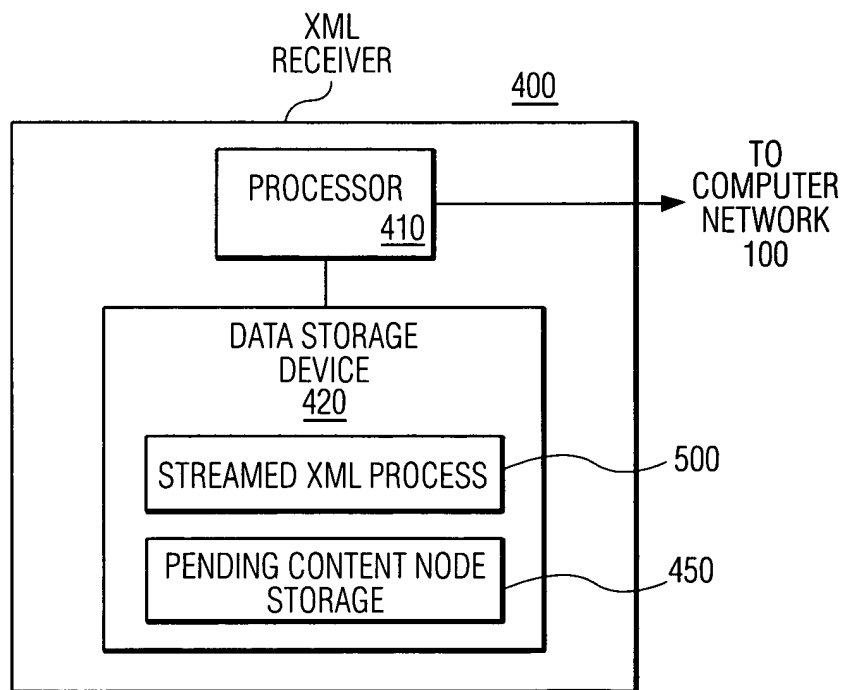 XML
RECEIVER
400
PROCESSOR
410
TO
COMPUTER
NETWORK
100
DATA STORAGE
DEVICE
420
STREAMED XML PROCESS
500
PENDING CONTENT NODE
STORAGE
450